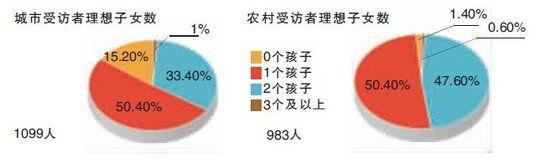 城市受访者理想子女数
1%
15.20%
33.40%
50.40%
1099人
0个孩子
1个孩子
2个孩子
3个及以上
农村受访者理想子女数
1.40%
0.60%
50.40%
47.60%
983人